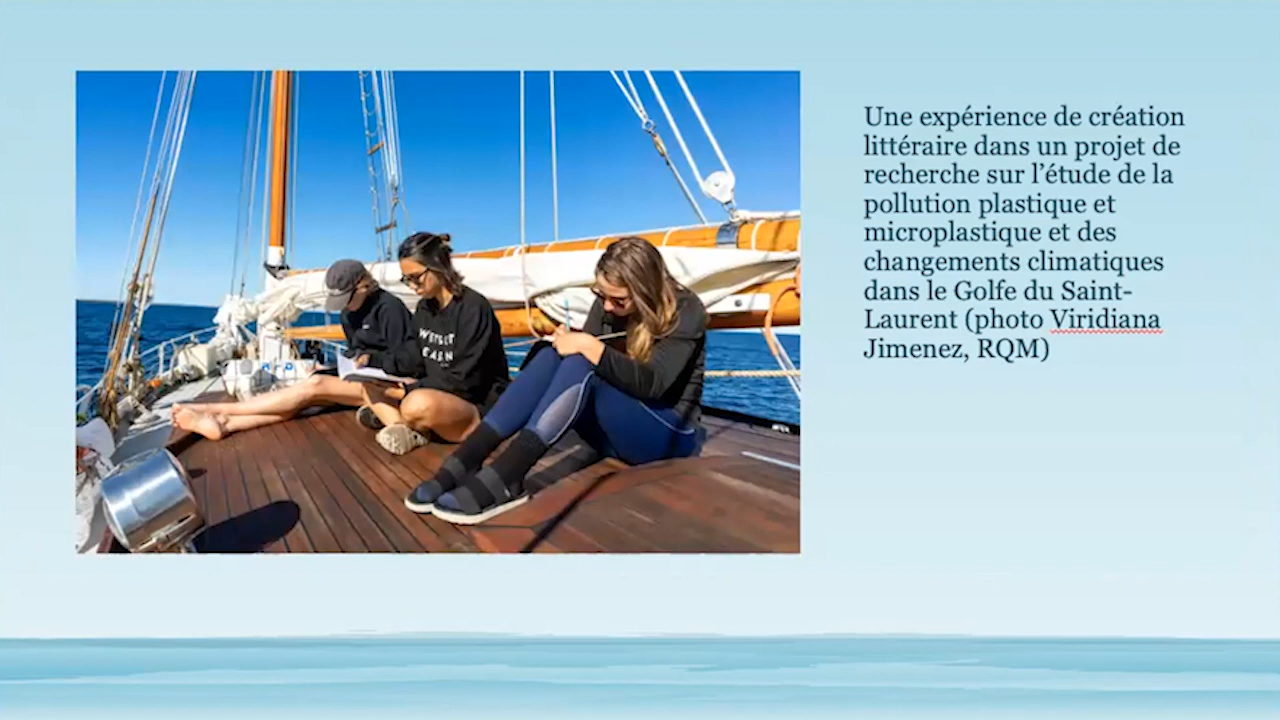 Une expérience de création
littéraire dans un projet de
recherche sur l’étude de la
pollution plastique et
microplastique et des
changements climatiques
dans le Golfe du Saint-
Laurent (photo Viridiana
Jimenez, RQM)